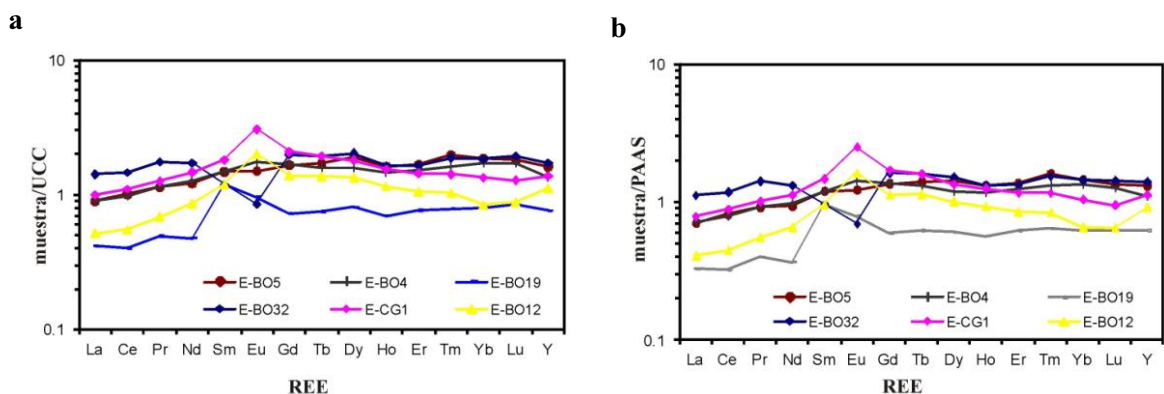 a
muestra/UCC
10
1
0.1
E-BO5 E-BO4 E-BO19
E-BO32 E-CG1 E-BO12
La Ce Pr Nd Sm Eu Gd Tb Dy Ho Er Tm Yb Lu Y
REE
b
muestra/PAAS
10
1
0.1
E-BO5 E-BO4 E-BO19
E-BO32 E-CG1 E-BO12
La Ce Pr Nd Sm Eu Gd Tb Dy Ho Er Tm Yb Lu Y
REE